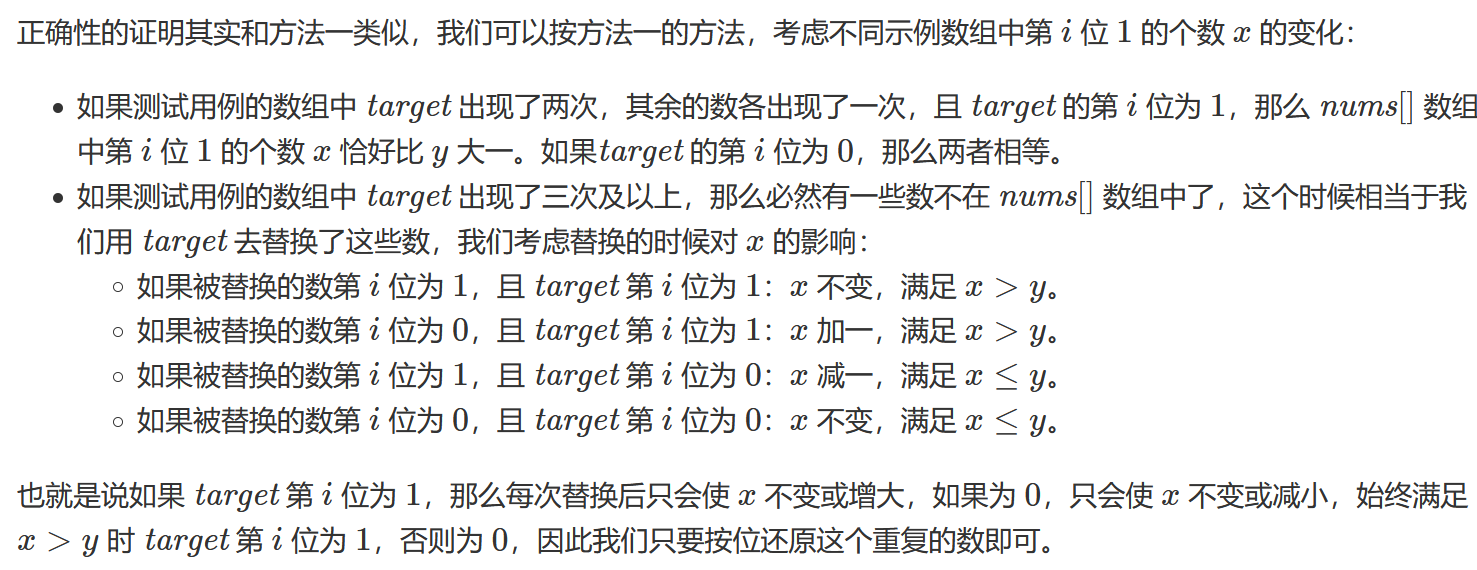 正确性的证明其实和方法一类似，我们可以按方法一的方法，考虑不同示例数组中第 i 位 1 的个数 x 的变化：
• 如果测试用例的数组中 target 出现了两次，其余的数各出现了一次，且 target 的第 i 位为 1，那么 nums[] 数组
中第 i 位 1 的个数 x 恰好比 y 大一。如果target 的第 i 位为 0，那么两者相等。
• 如果测试用例的数组中 target 出现了三次及以上，那么必然有一些数不在 nums[] 数组中了，这个时候相当于我
们用 target 去替换了这些数，我们考虑替换的时候对 x 的影响：
◦ 如果被替换的数第 i 位为 1，且 target 第 i 位为 1：x 不变，满足 x > y。
◦ 如果被替换的数第 i 位为 0，且 target 第 i 位为 1：x 加一，满足 x > y。
◦ 如果被替换的数第 i 位为 1，且 target 第 i 位为 0：x 减一，满足 x ≤ y。
◦ 如果被替换的数第 i 位为 0，且 target 第 i 位为 0：x 不变，满足 x ≤ y。
也就是说如果 target 第 i 位为 1，那么每次替换后只会使 x 不变或增大，如果为 0，只会使 x 不变或减小，始终满足
x > y 时 target 第 i 位为 1，否则为 0，因此我们只要按位还原这个重复的数即可。